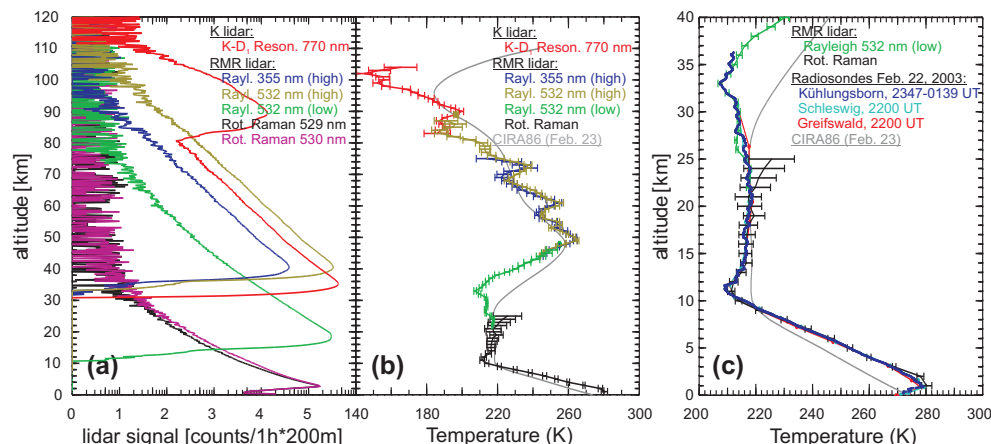 120
110
100
90
80
70
60
50
40
30
20
10
0
altitude [km]
K lidar:
K-D₁ Reson. 770 nm
RMR lidar:
Rayl. 355 nm (high)
Rayl. 532 nm (high)
Rayl. 532 nm (low)
Rot. Raman 529 nm
Rot. Raman 530 nm
(a)
0 1 2 3 4 5
lidar signal [counts/1h*200m]
K lidar:
K-D₁ Reson. 770 nm
RMR lidar:
Rayl. 355 nm (high)
Rayl. 532 nm (high)
Rayl. 532 nm (low)
Rot. Raman
CIRA86 (Feb. 23)
(b)
140 180 220 260 300
Temperature (K)
40
35
30
25
20
15
10
5
0
altitude [km]
RMR lidar:
Rayleigh 532 nm (low)
Rot. Raman
Radiosondes Feb. 22, 2003:
Kühlungsborn, 2347-0139 UT
Schleswig, 2200 UT
Greifswald, 2200 UT
CIRA86 (Feb. 23)
(c)
200 220 240 260 280 300
Temperature (K)